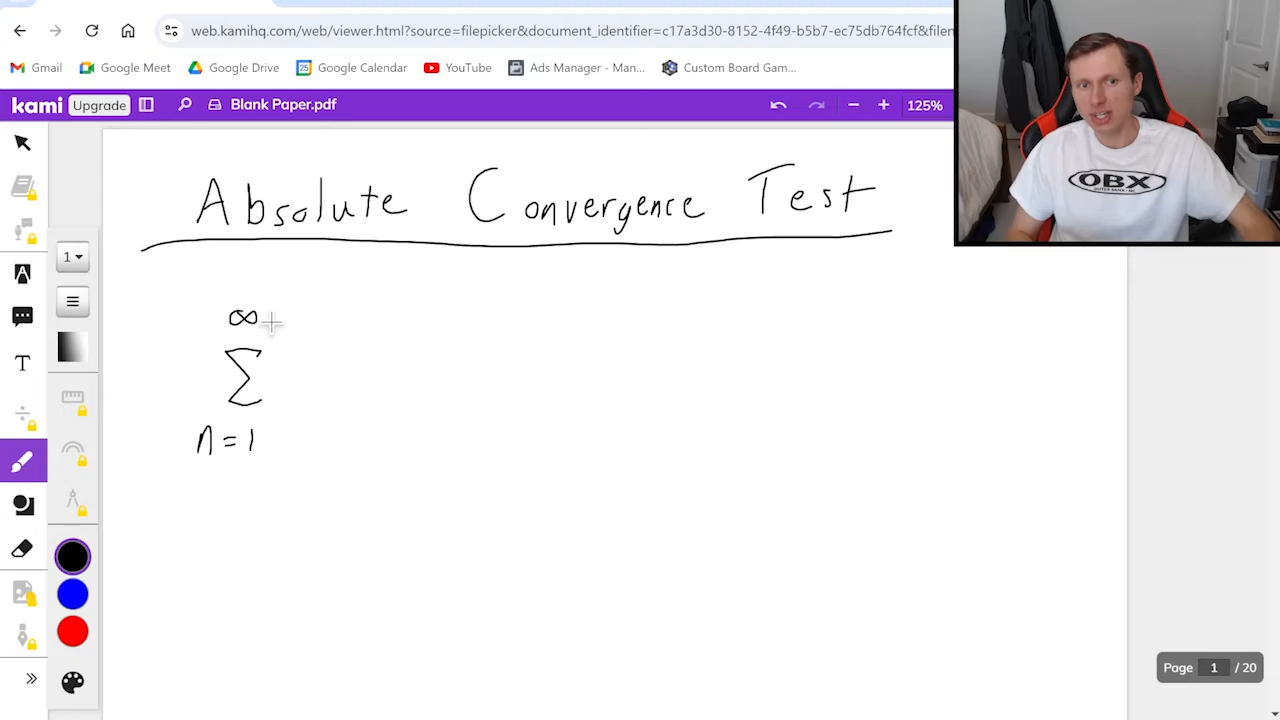 web.kamihq.com/web/viewer.html?source=filepicker&document_identifier=c17a3d30-8152-4f49-b5b7-ec75db764fcf&filen
Gmail Google Meet Google Drive 25 Google Calendar YouTube Ads Manager - Man... Custom Board Gam...
kami Upgrade Blank Paper.pdf 125%
Absolute Convergence Test
OBX
1
T
∞
Σ
n = 1
Page 1 / 20